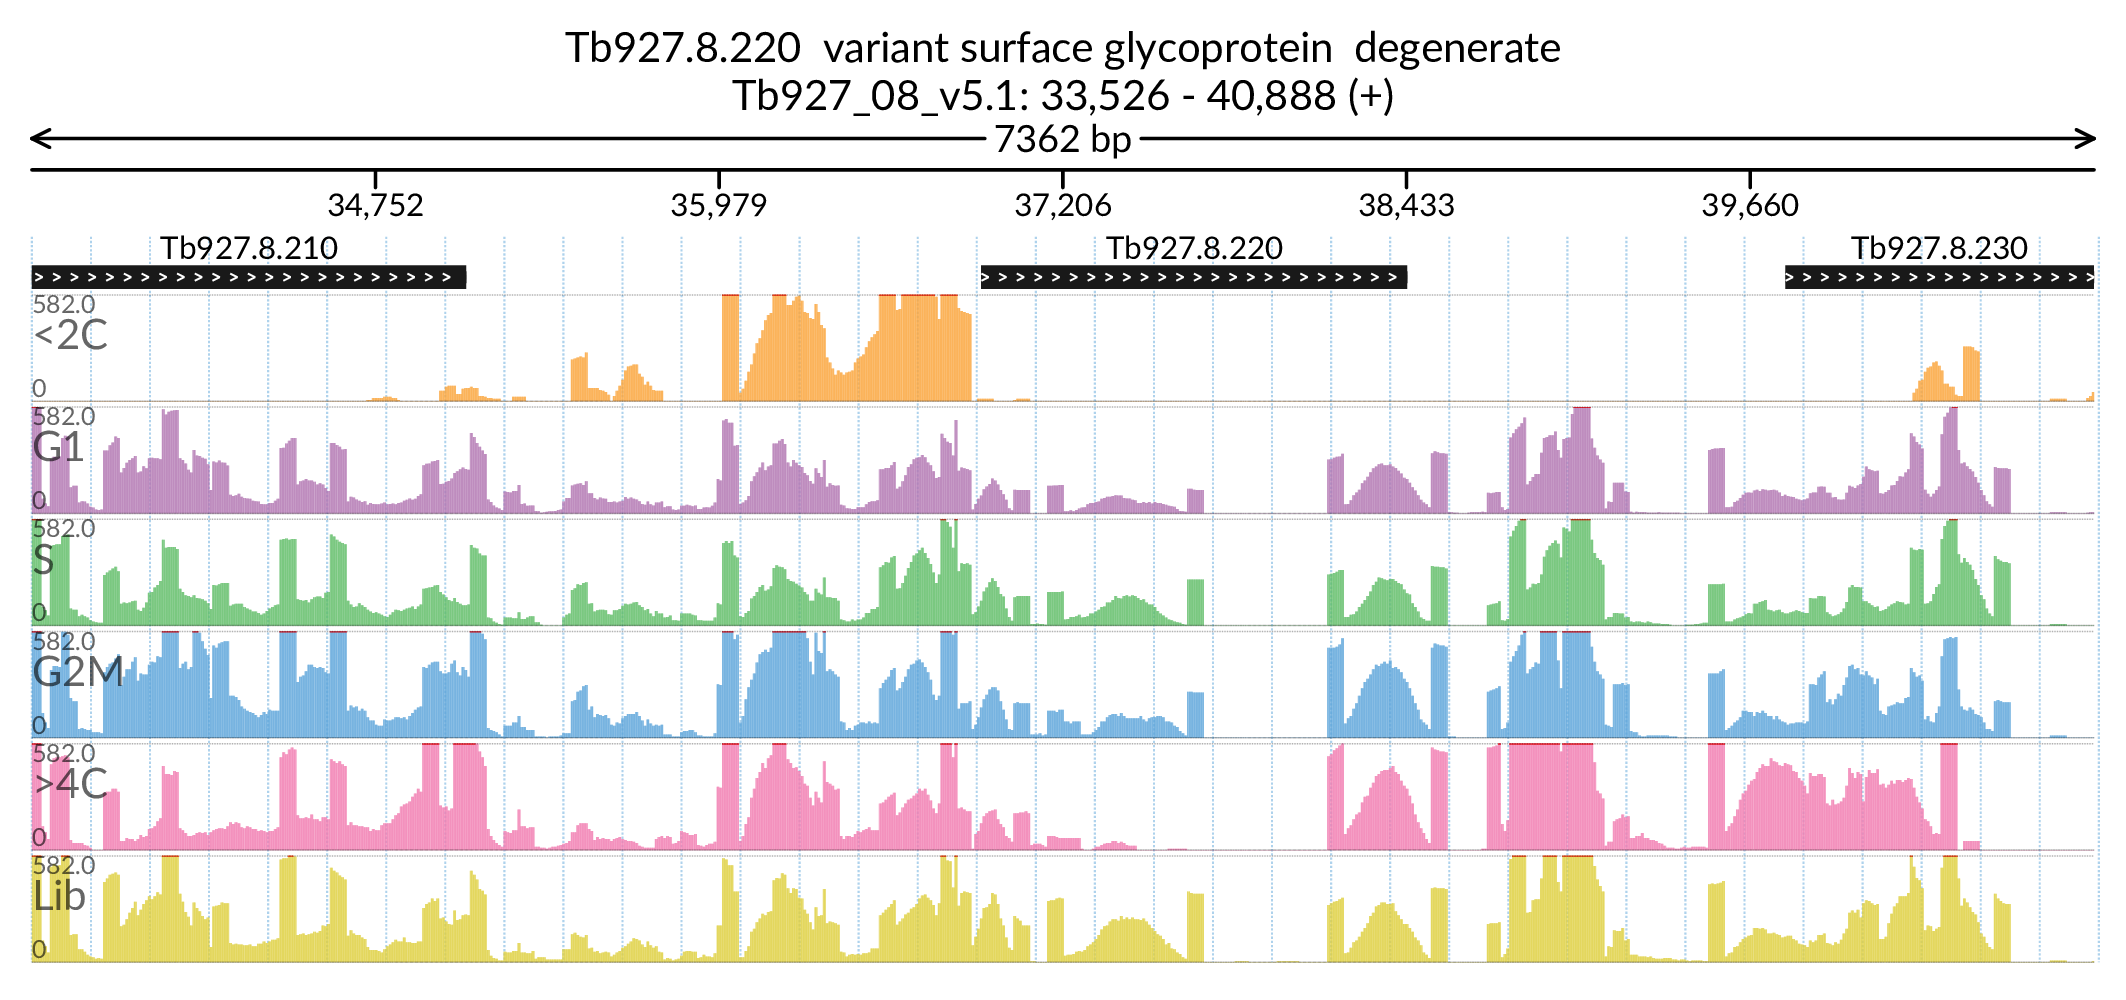 Tb927.8.220  variant surface glycoprotein  degenerate
Tb927_08_v5.1: 33,526 - 40,888 (+)
7362 bp
34,752 35,979 37,206 38,433 39,660
Tb927.8.210 Tb927.8.220 Tb927.8.230
582.0
<2C
0
582.0
G1
0
582.0
S
0
582.0
G2M
0
582.0
>4C
0
582.0
Lib
0